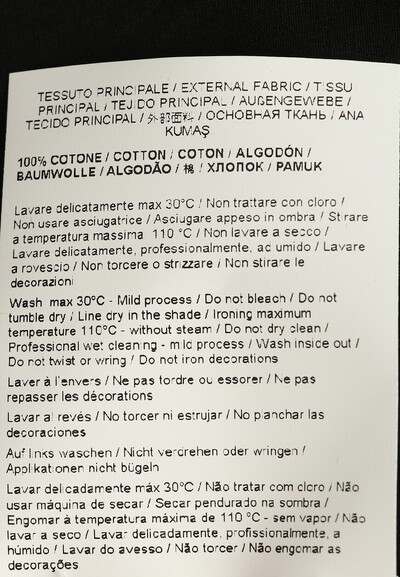 TESSUTO PRINCIPALE / EXTERNAL FABRIC / TISSU
PRINCIPAL / TEJIDO PRINCIPAL / AUßENGEWEBE /
TECIDO PRINCIPAL / 外部面料 / ОСНОВНАЯ ТКАНЬ / ANA
KUMAŞ
100% COTONE / COTTON / COTON / ALGODÓN /
BAUMWOLLE / ALGODÃO / 棉 / ХЛОПОК / PAMUK
Lavare delicatamente max 30°C / Non trattare con cloro /
Non usare asciugatrice / Asciugare appeso in ombra / Stirare
a temperatura massima 110 °C / Non lavare a secco /
Lavare delicatamente, professionalmente, ad umido / Lavare
a rovescio / Non torcere o strizzare / Non stirare le
decorazioni
Wash max 30°C - Mild process / Do not bleach / Do not
tumble dry / Line dry in the shade / Ironing maximum
temperature 110°C - without steam / Do not dry clean /
Professional wet cleaning - mild process / Wash inside out /
Do not twist or wring / Do not iron decorations
Laver à l'envers / Ne pas tordre ou essorer / Ne pas
repasser les décorations
Lavar al revés / No torcer ni estrujar / No planchar las
decoraciones
Auf links waschen / Nicht verdrehen oder wringen /
Applikationen nicht bügeln
Lavar delicadamente máx 30°C / Não tratar com cloro / Não
usar máquina de secar / Secar pendurado na sombra /
Engomar à temperatura máxima de 110 °C - sem vapor / Não
lavar a seco / Lavar delicadamente, profissionalmente, a
húmido / Lavar do avesso / Não torcer / Não engomar as
decorações